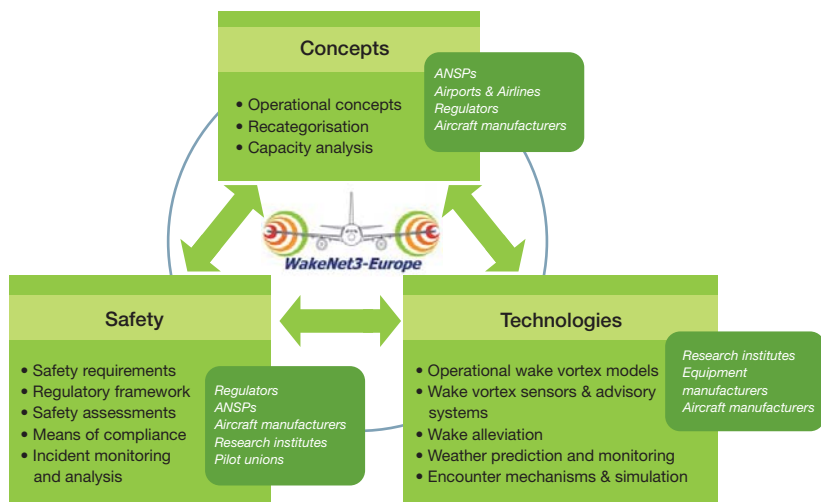 Concepts
• Operational concepts
• Recategorisation
• Capacity analysis
ANSPs
Airports & Airlines
Regulators
Aircraft manufacturers
WakeNet3-Europe
Safety
• Safety requirements
• Regulatory framework
• Safety assessments
• Means of compliance
• Incident monitoring
and analysis
Regulators
ANSPs
Aircraft manufacturers
Research institutes
Pilot unions
Technologies
• Operational wake vortex models
• Wake vortex sensors & advisory
systems
• Wake alleviation
• Weather prediction and monitoring
• Encounter mechanisms & simulation
Research institutes
Equipment
manufacturers
Aircraft manufacturers